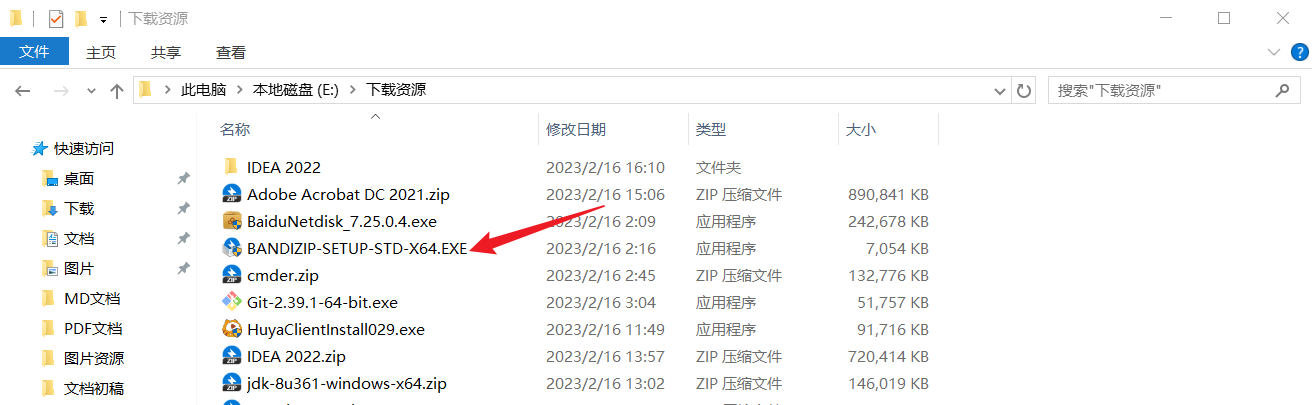 下载资源
文件 主页 共享 查看
此电脑 本地磁盘 (E:) 下载资源 搜索"下载资源"
名称 修改日期 类型 大小
快速访问
桌面
下载
文档
图片
MD文档
PDF文档
图片资源
文档初稿
IDEA 2022 2023/2/16 16:10 文件夹
Adobe Acrobat DC 2021.zip 2023/2/16 15:06 ZIP 压缩文件 890,841 KB
BaiduNetdisk_7.25.0.4.exe 2023/2/16 2:09 应用程序 242,678 KB
BANDIZIP-SETUP-STD-X64.EXE 2023/2/16 2:16 应用程序 7,054 KB
cmder.zip 2023/2/16 2:45 ZIP 压缩文件 132,776 KB
Git-2.39.1-64-bit.exe 2023/2/16 3:04 应用程序 51,757 KB
HuyaClientInstall029.exe 2023/2/16 11:49 应用程序 91,716 KB
IDEA 2022.zip 2023/2/16 13:57 ZIP 压缩文件 720,414 KB
jdk-8u361-windows-x64.zip 2023/2/16 13:02 ZIP 压缩文件 146,019 KB